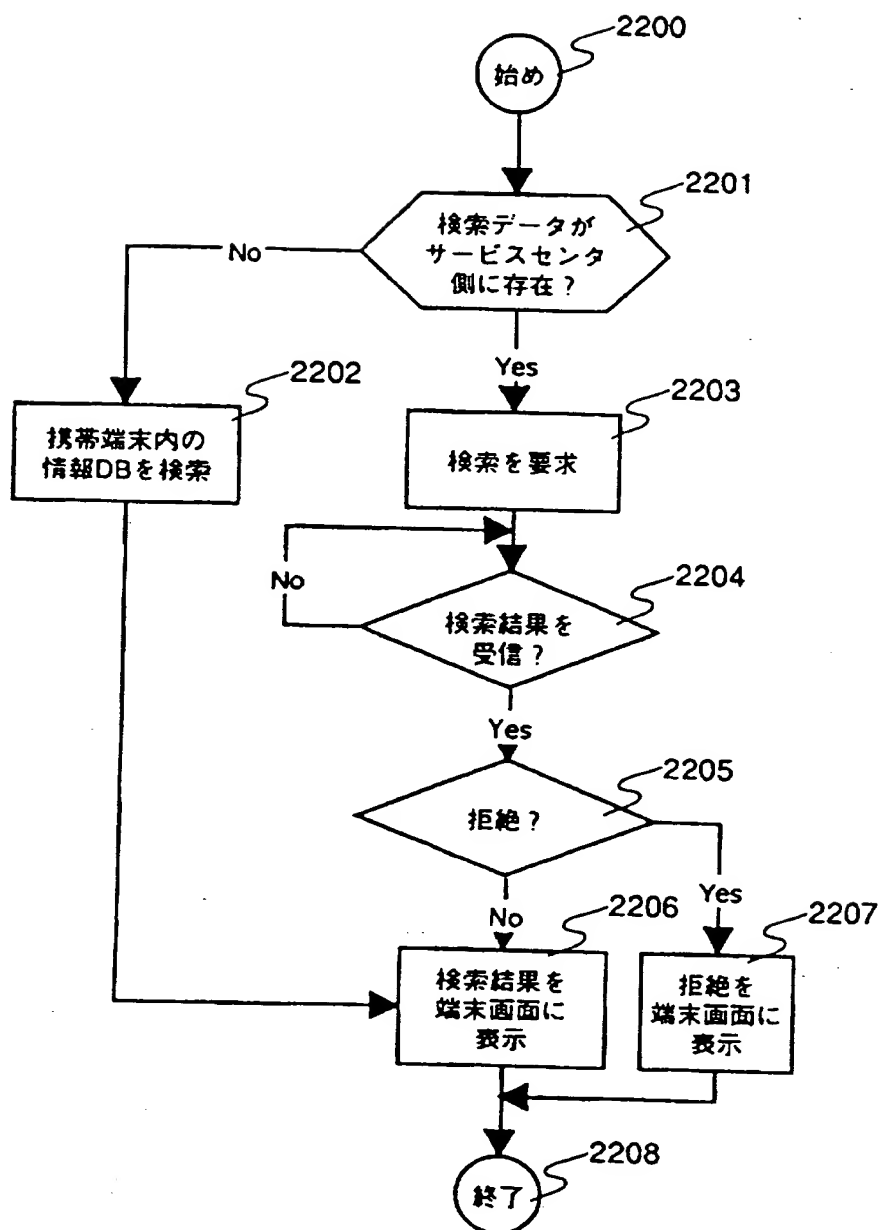 2200
始め
2201
検索データが
サービスセンタ
側に存在?
No
Yes
2202
携帯端末内の
情報DBを検索
2203
検索を要求
No
2204
検索結果を
受信?
Yes
2205
拒絶?
No
Yes
2206
検索結果を
端末画面に
表示
2207
拒絶を
端末画面に
表示
2208
終了